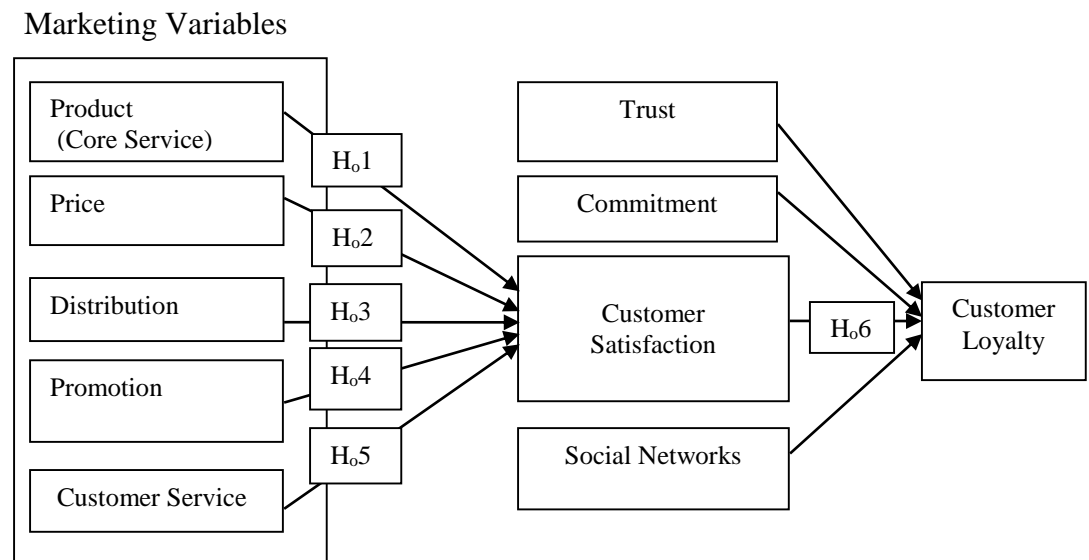 Marketing Variables
Product
(Core Service)
Price
Distribution
Promotion
Customer Service
Hₒ1
Hₒ2
Hₒ3
Hₒ4
Hₒ5
Trust
Commitment
Customer
Satisfaction
Social Networks
Hₒ6
Customer
Loyalty